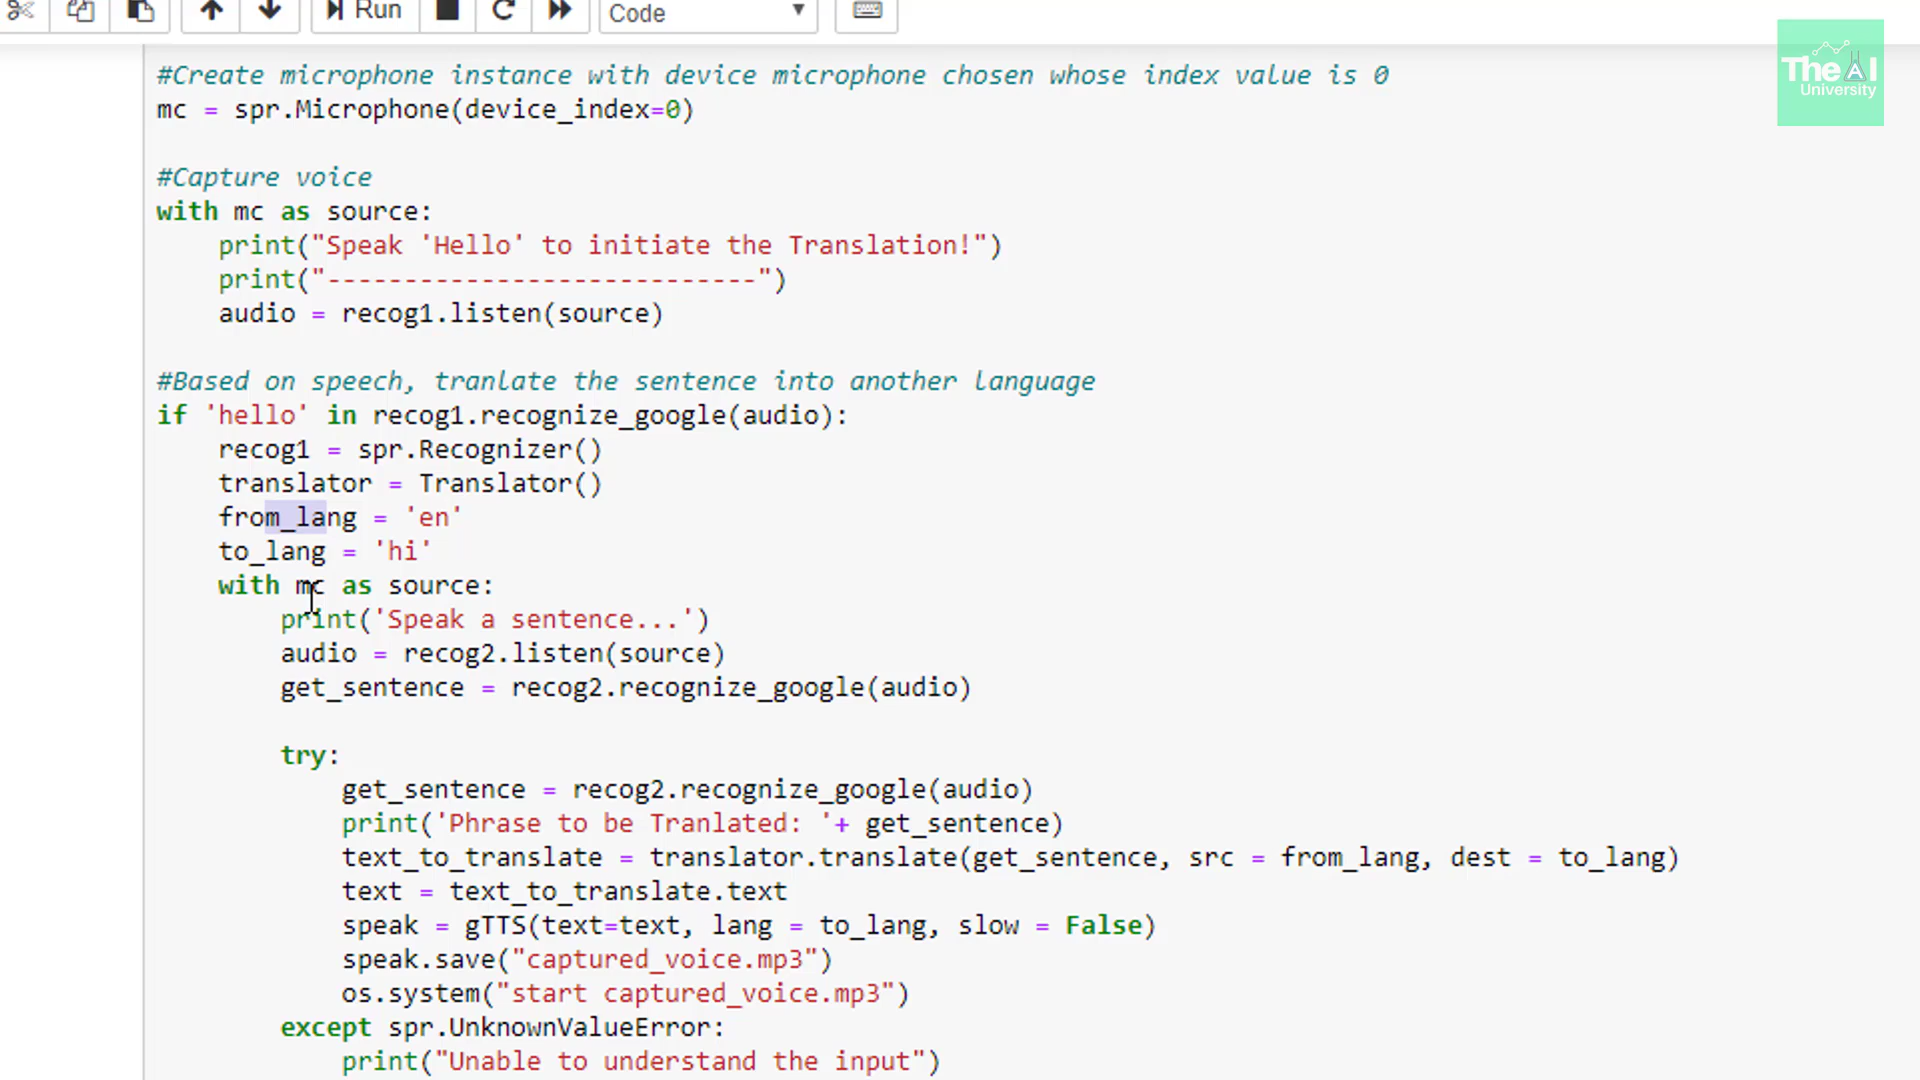 Run
Code
The AI
University
#Create microphone instance with device microphone chosen whose index value is 0
mc = spr.Microphone(device_index=0)
#Capture voice
with mc as source:
    print("Speak 'Hello' to initiate the Translation!")
    print("----------------------------")
    audio = recog1.listen(source)
#Based on speech, tranlate the sentence into another language
if 'hello' in recog1.recognize_google(audio):
    recog1 = spr.Recognizer()
    translator = Translator()
    from_lang = 'en'
    to_lang = 'hi'
    with mc as source:
        print('Speak a sentence...')
        audio = recog2.listen(source)
        get_sentence = recog2.recognize_google(audio)
        try:
            get_sentence = recog2.recognize_google(audio)
            print('Phrase to be Tranlated: '+ get_sentence)
            text_to_translate = translator.translate(get_sentence, src = from_lang, dest = to_lang)
            text = text_to_translate.text
            speak = gTTS(text=text, lang = to_lang, slow = False)
            speak.save("captured_voice.mp3")
            os.system("start captured_voice.mp3")
        except spr.UnknownValueError:
            print("Unable to understand the input")